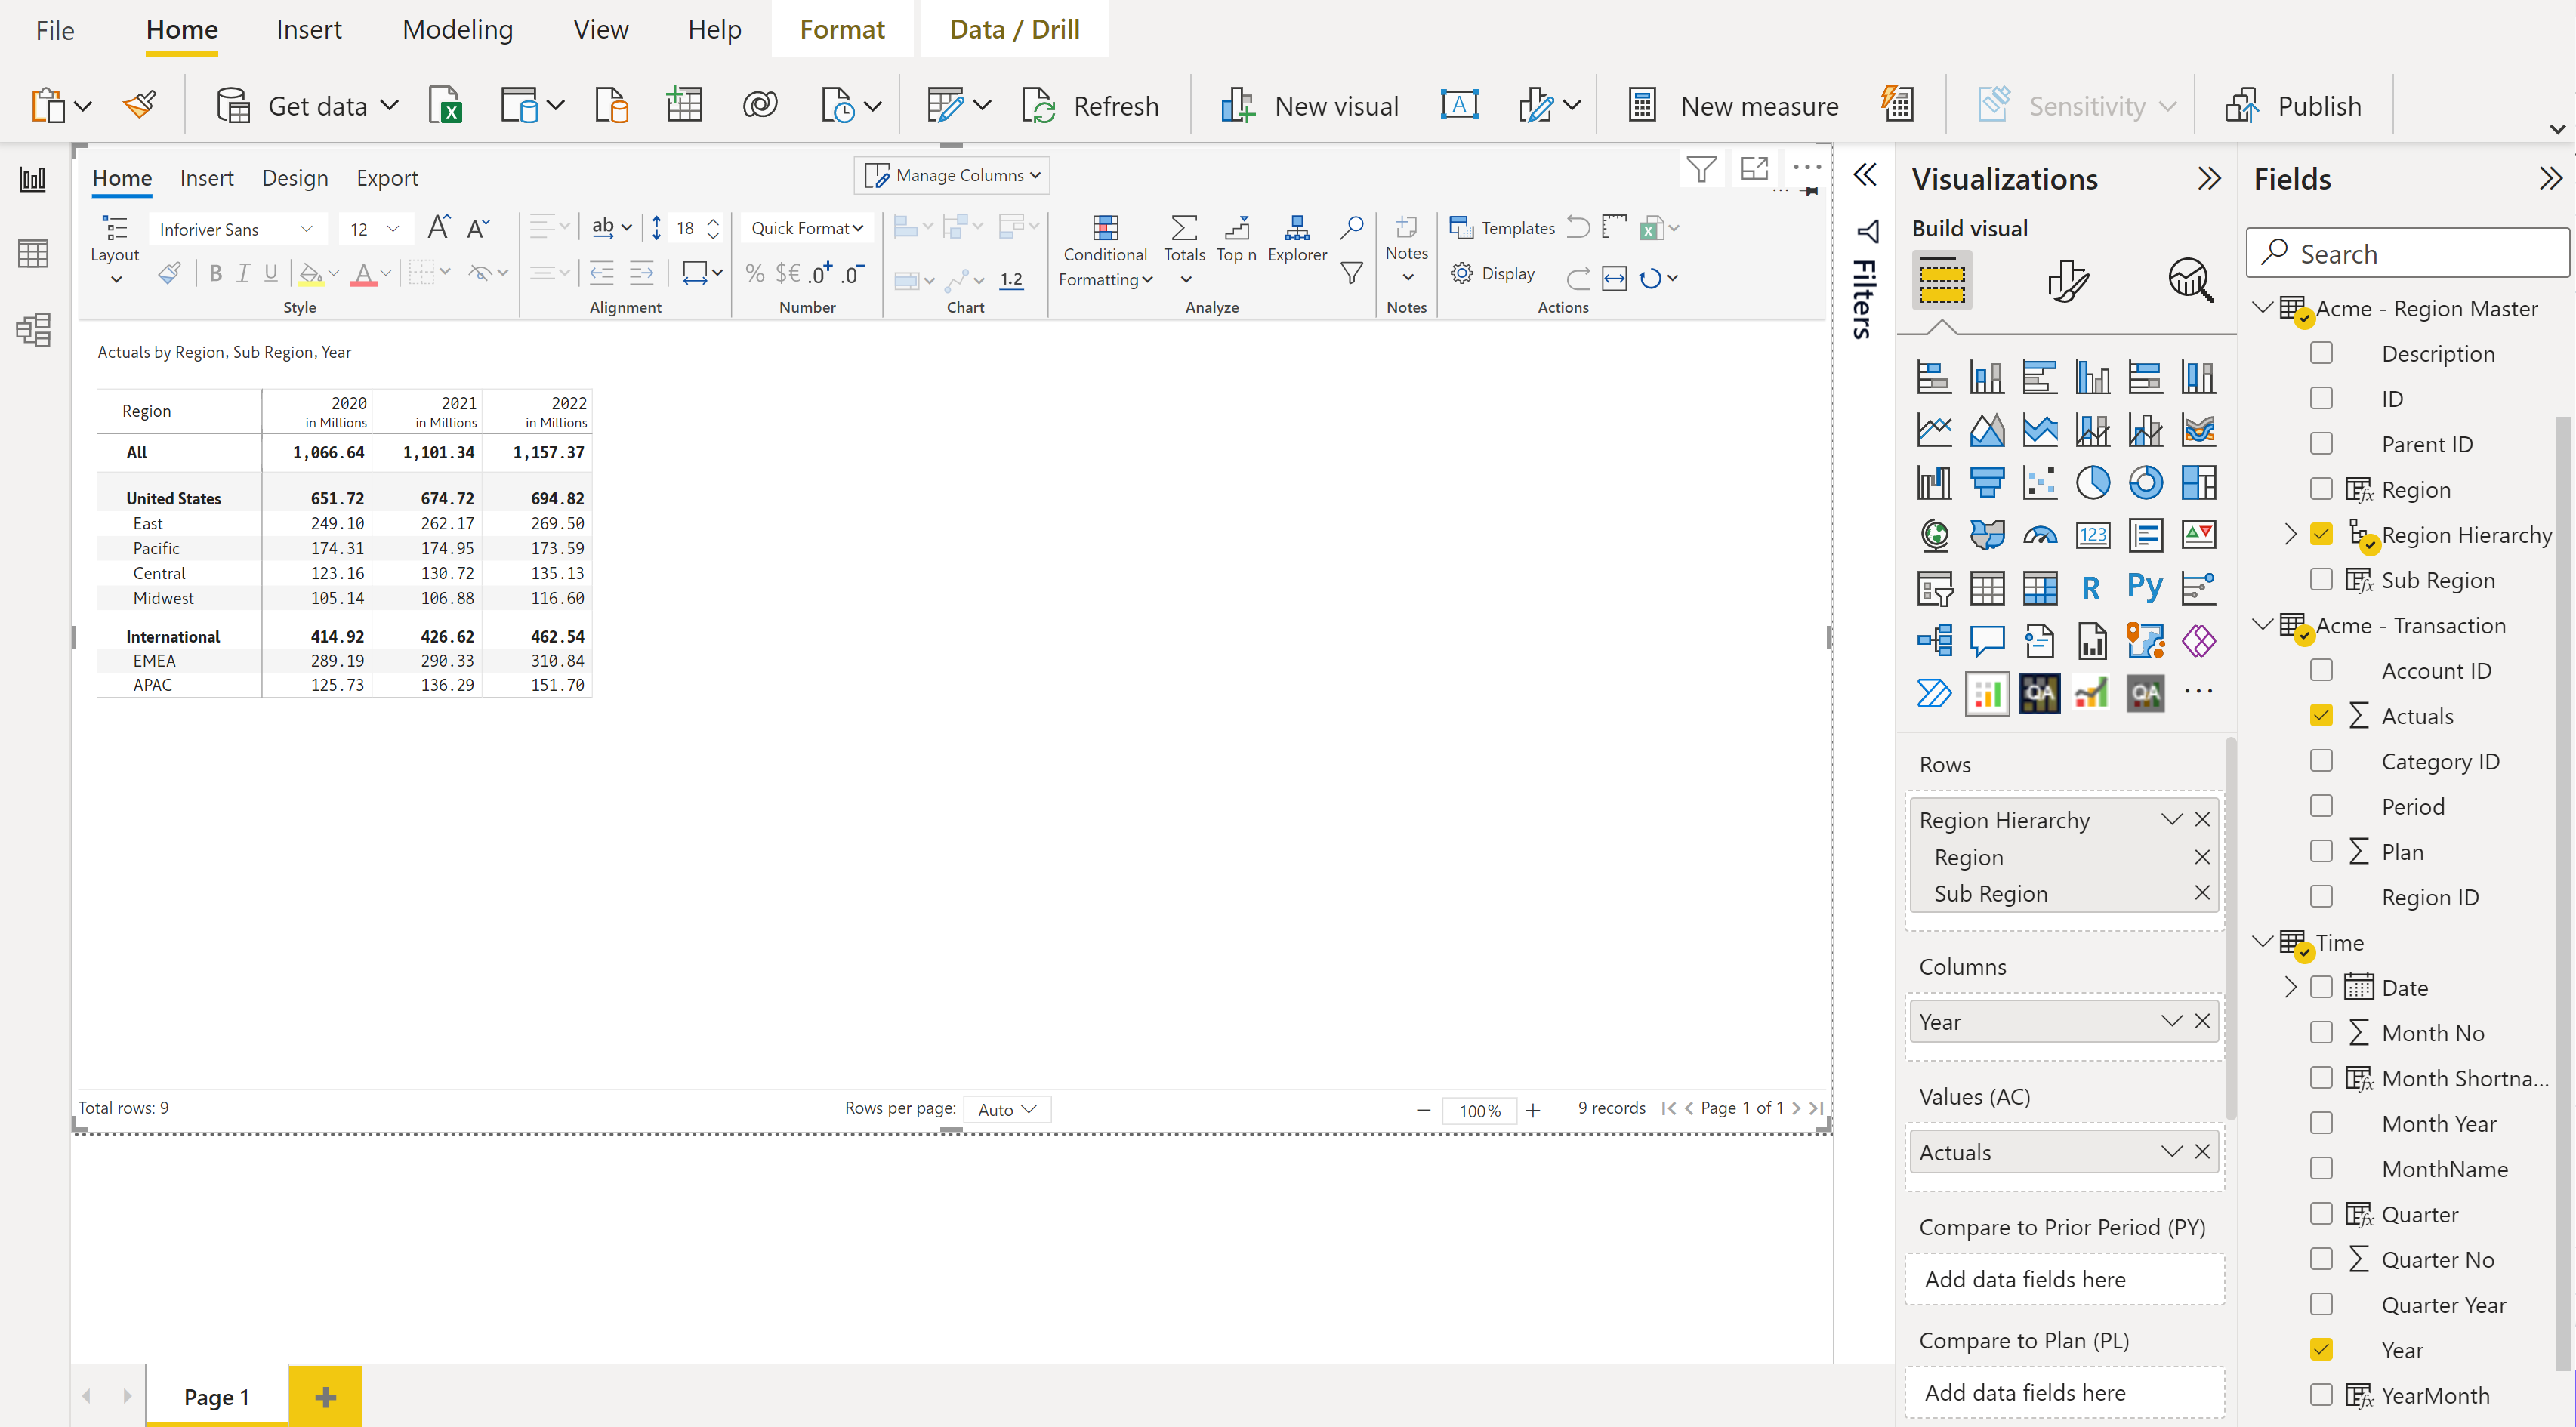 File Home Insert Modeling View Help Format Data / Drill
Get data Refresh New visual New measure Sensitivity Publish
Home Insert Design Export
Manage Columns
Layout
Inforiver Sans 12 ab 18 Quick Format
Conditional Formatting
Totals Top n Explorer
Notes
Templates
Display
B I U A % $€ .0+ .0- 1.2
Style Alignment Number Chart Analyze Notes Actions
Actuals by Region, Sub Region, Year
Region 2020 2021 2022
in Millions in Millions in Millions
All 1,066.64 1,101.34 1,157.37
United States 651.72 674.72 694.82
East 249.10 262.17 269.50
Pacific 174.31 174.95 173.59
Central 123.16 130.72 135.13
Midwest 105.14 106.88 116.60
International 414.92 426.62 462.54
EMEA 289.19 290.33 310.84
APAC 125.73 136.29 151.70
Total rows: 9 Rows per page: Auto 100% 9 records Page 1 of 1
Page 1
Filters
Visualizations
Build visual
123
R Py
QA QA
Rows
Region Hierarchy
Region
Sub Region
Columns
Year
Values (AC)
Actuals
Compare to Prior Period (PY)
Add data fields here
Compare to Plan (PL)
Add data fields here
Fields
Search
Acme - Region Master
Description
ID
Parent ID
Region
Region Hierarchy
Sub Region
Acme - Transaction
Account ID
Actuals
Category ID
Period
Plan
Region ID
Time
Date
Month No
Month Shortna...
Month Year
MonthName
Quarter
Quarter No
Quarter Year
Year
YearMonth